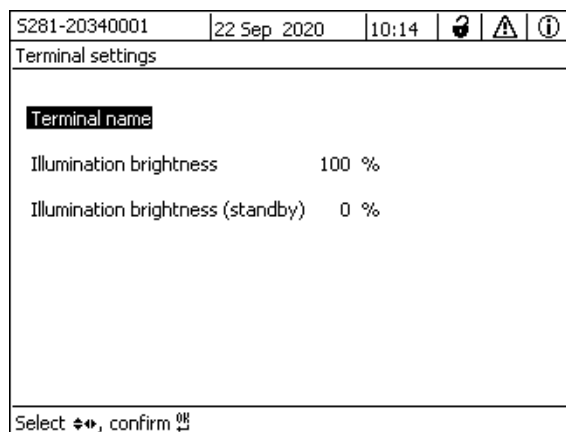 S281-20340001 22 Sep 2020 10:14
Terminal settings
Terminal name
Illumination brightness 100 %
Illumination brightness (standby) 0 %
Select, confirm OK